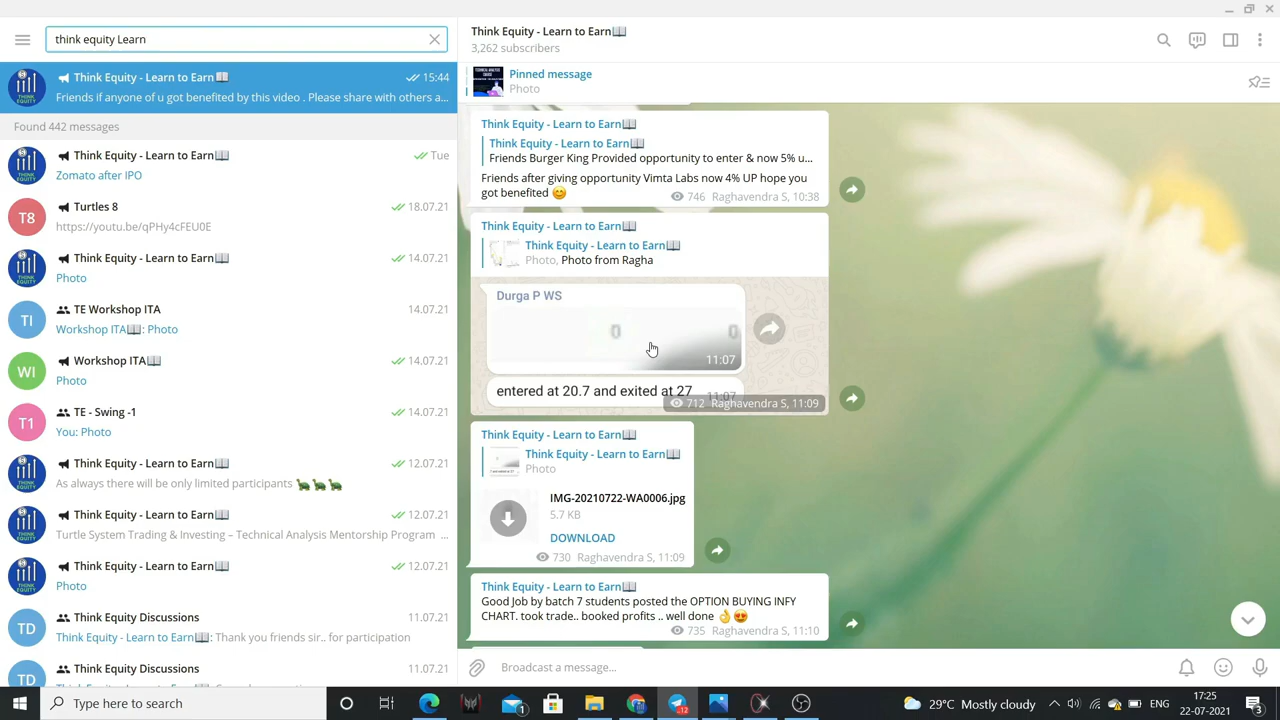 think equity Learn
Think Equity - Learn to Earn📖
15:44
Friends if anyone of u got benefited by this video . Please share with others a...
Found 442 messages
Think Equity - Learn to Earn📖
Tue
Zomato after IPO
Turtles 8
18.07.21
https://youtu.be/qPHy4cFEU0E
Think Equity - Learn to Earn📖
14.07.21
Photo
TI
TE Workshop ITA
14.07.21
Workshop ITA📖: Photo
WI
Workshop ITA📖
14.07.21
Photo
T1
TE - Swing -1
14.07.21
You: Photo
Think Equity - Learn to Earn📖
12.07.21
As always there will be only limited participants 🐢🐢🐢
Think Equity - Learn to Earn📖
12.07.21
Turtle System Trading & Investing – Technical Analysis Mentorship Program ...
Think Equity - Learn to Earn📖
12.07.21
Photo
TD
Think Equity Discussions
11.07.21
Think Equity - Learn to Earn📖: Thank you friends sir.. for participation
TD
Think Equity Discussions
11.07.21
T8
Think Equity - Learn to Earn📖
3,262 subscribers
Pinned message
Photo
Think Equity - Learn to Earn📖
Think Equity - Learn to Earn📖
Friends Burger King Provided opportunity to enter & now 5% u...
Friends after giving opportunity Vimta Labs now 4% UP hope you
got benefited 😊
746 Raghavendra S, 10:38
Think Equity - Learn to Earn📖
Think Equity - Learn to Earn📖
Photo, Photo from Ragha
Durga P WS
0 0
11:07
entered at 20.7 and exited at 27
11:07
712 Raghavendra S, 11:09
Think Equity - Learn to Earn📖
Think Equity - Learn to Earn📖
Photo
IMG-20210722-WA0006.jpg
5.7 KB
DOWNLOAD
730 Raghavendra S, 11:09
Think Equity - Learn to Earn📖
Good Job by batch 7 students posted the OPTION BUYING INFY
CHART. took trade.. booked profits .. well done 👌😍
735 Raghavendra S, 11:10
Broadcast a message...
Type here to search
1
12
29°C Mostly cloudy
ENG
17:25
22-07-2021
3